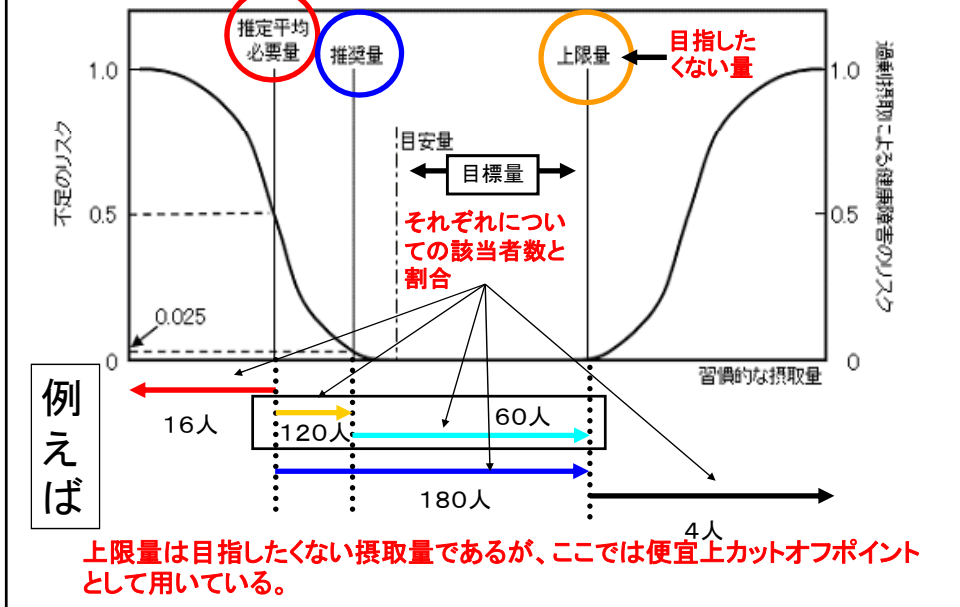 推定平均
必要量
推奨量
上限量
目指した
くない量
1.0
1.0
不足のリスク
過剰摂取による健康障害のリスク
目安量
目標量
0.5
0.5
それぞれについ
ての該当者数と
割合
0.025
0
0
習慣的な摂取量
例えば
16人
120人
60人
180人
4人
上限量は目指したくない摂取量であるが、ここでは便宜上カットオフポイント
として用いている。